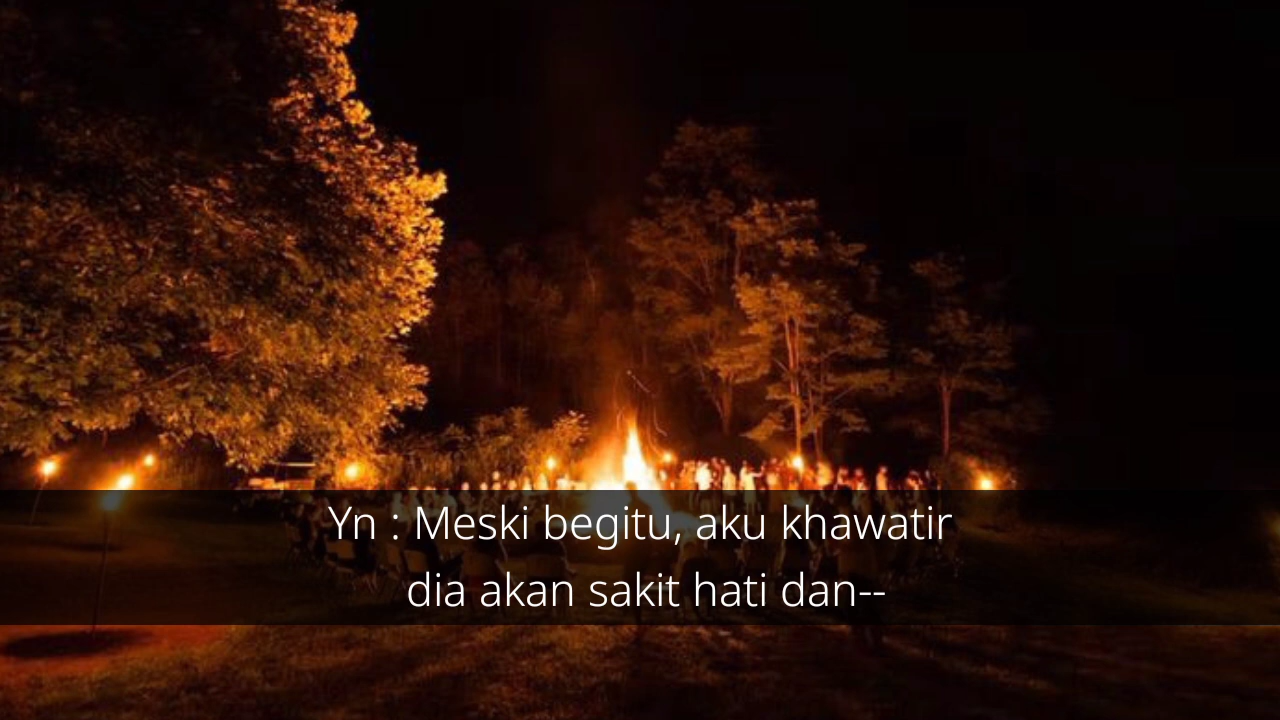 Yn : Meski begitu, aku khawatir
dia akan sakit hati dan--